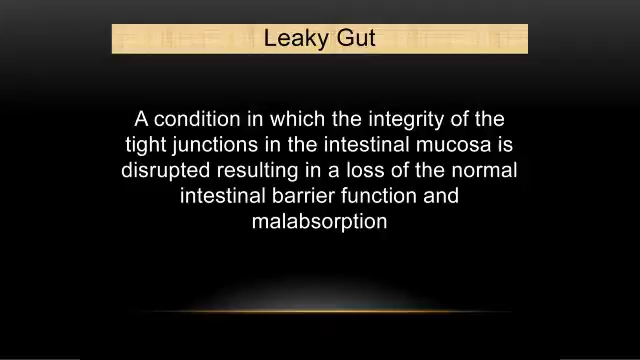 Leaky Gut
A condition in which the integrity of the
tight junctions in the intestinal mucosa is
disrupted resulting in a loss of the normal
intestinal barrier function and
malabsorption